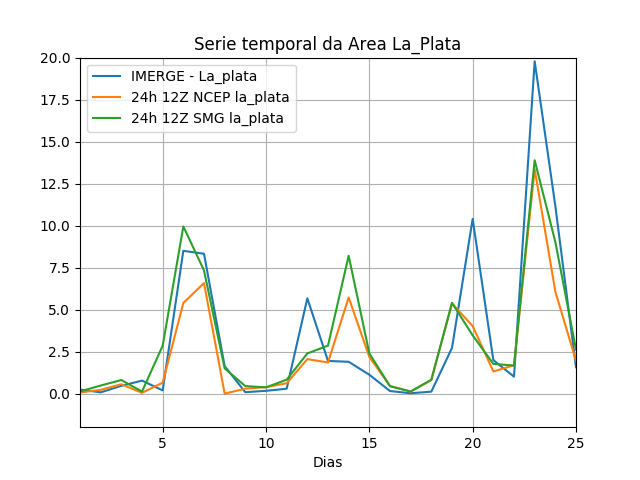 Serie temporal da Area La_Plata
IMERGE - La_plata
24h 12Z NCEP la_plata
24h 12Z SMG la_plata
20.0
17.5
15.0
12.5
10.0
7.5
5.0
2.5
0.0
5 10 15 20 25
Dias